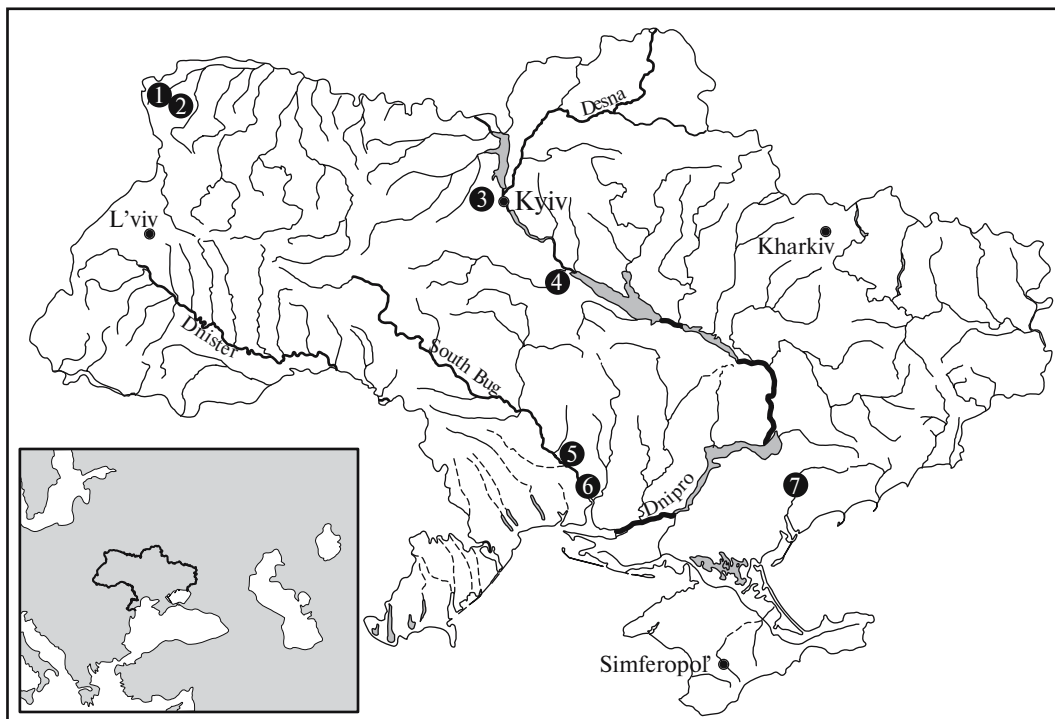 Desna
1
2
3
Kyiv
L'viv
Kharkiv
4
Dnister
South Bug
5
6
Dnipro
7
Simferopol'